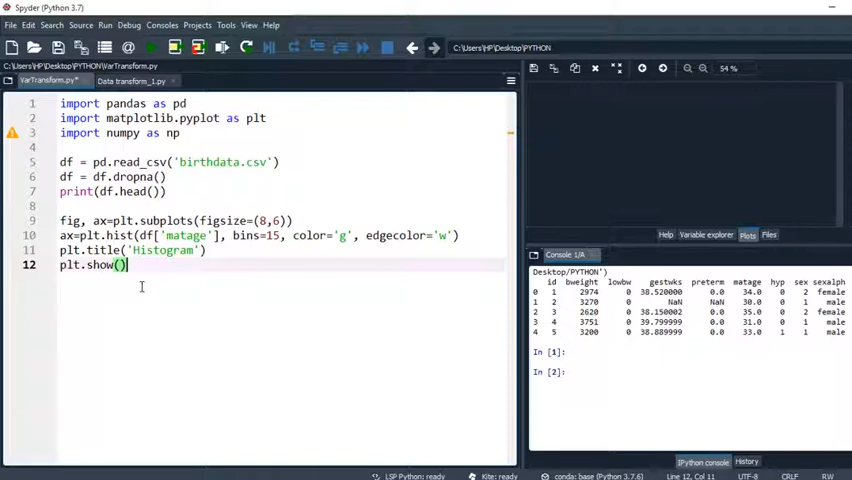 Spyder (Python 3.7)
File Edit Search Source Run Debug Consoles Projects Tools View Help
C:\Users\HP\Desktop\PYTHON
C:\Users\HP\Desktop\PYTHON\VarTransform.py
VarTransform.py*
Data transform_1.py
54 %
1 import pandas as pd
2 import matplotlib.pyplot as plt
3 import numpy as np
4
5 df = pd.read_csv('birthdata.csv')
6 df = df.dropna()
7 print(df.head())
8
9 fig, ax=plt.subplots(figsize=(8,6))
10 ax=plt.hist(df['matage'], bins=15, color='g', edgecolor='w')
11 plt.title('Histogram')
12 plt.show()
Help Variable explorer Plots Files
Console 1/A
Desktop/PYTHON')
id bweight lowbw gestwks preterm matage hyp sex sexalph
0 1 2974 0 38.520000 0.0 34.0 0 2 female
1 2 3270 0 NaN NaN 30.0 0 1 male
2 3 2620 0 38.150002 0.0 35.0 0 2 female
3 4 3751 0 39.799999 0.0 31.0 0 1 male
4 5 3200 0 38.889999 0.0 33.0 1 1 male
In [1]:
In [2]:
IPython console History
LSP Python: ready Kite: ready conda: base (Python 3.7.6) Line 12, Col 11 UTF-8 CRLF RW